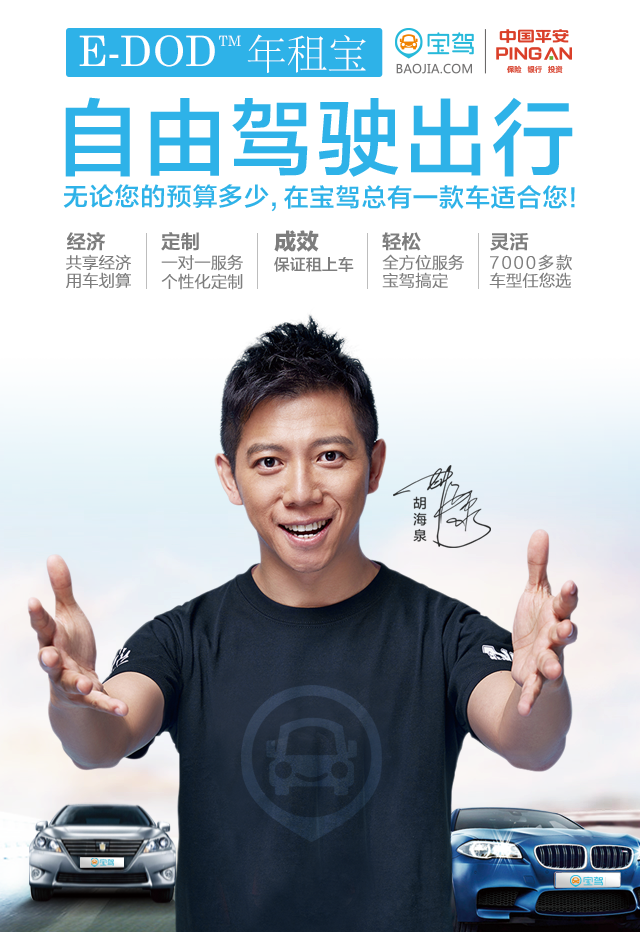 E-DOD™ 年租宝
宝驾
BAOJIA.COM
中国平安
PING AN
保险 银行 投资
自由驾驶出行
无论您的预算多少, 在宝驾总有一款车适合您!
经济
共享经济
用车划算
定制
一对一服务
个性化定制
成效
保证租上车
轻松
全方位服务
宝驾搞定
灵活
7000多款
车型任您选
胡海泉
宝驾
宝驾